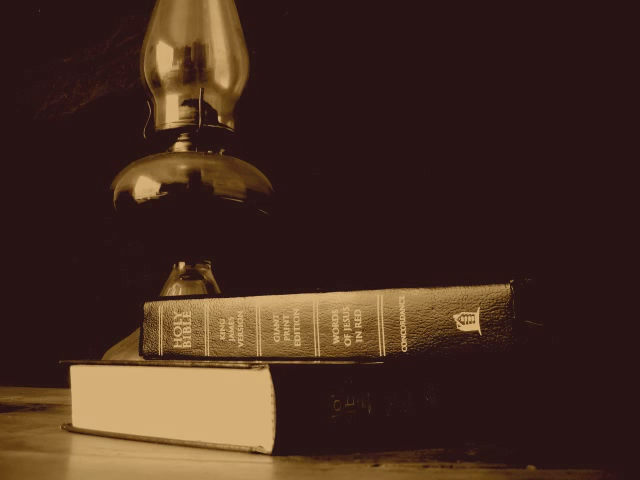 HOLY
BIBLE
KING
JAMES
VERSION
GIANT
PRINT
EDITION
WORDS
OF JESUS
IN RED
CONCORDANCE